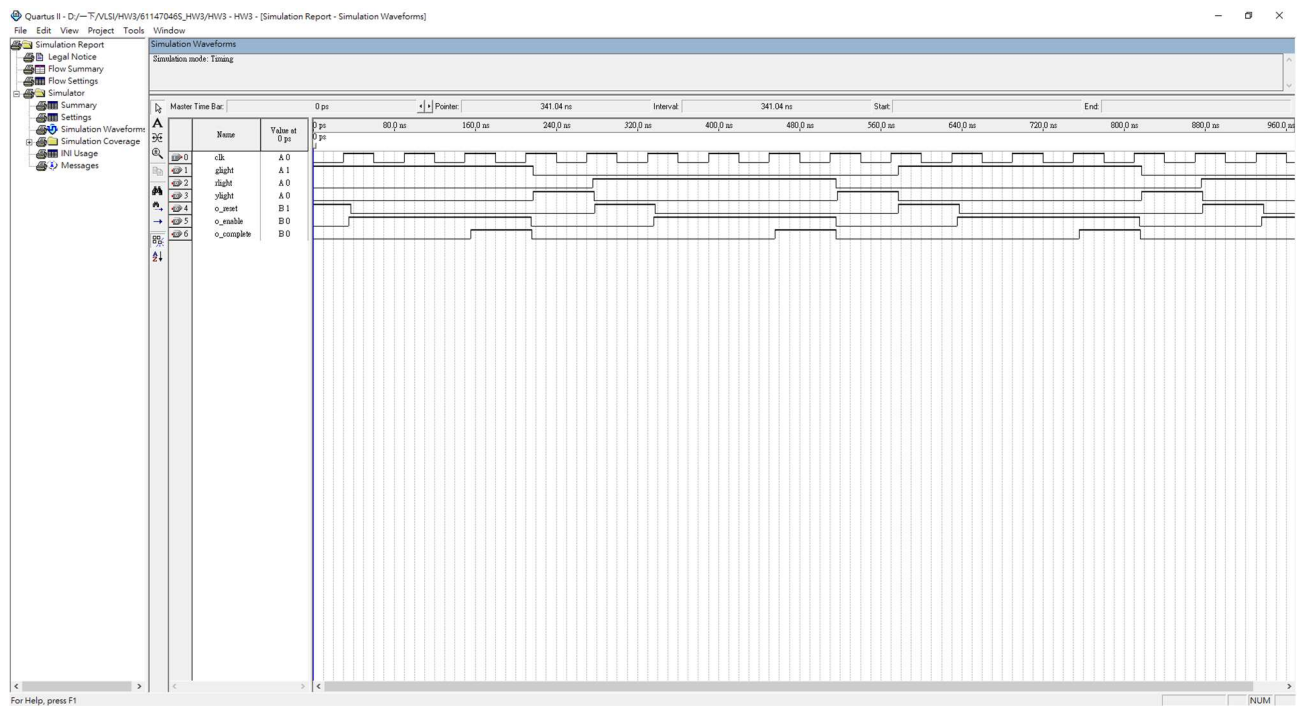 Quartus II - D:/一下/VLSI/HW3/61147046S_HW3/HW3 - HW3 - [Simulation Report - Simulation Waveforms]
File Edit View Project Tools Window
Simulation Report
Legal Notice
Flow Summary
Flow Settings
Simulator
Summary
Settings
Simulation Waveforms
Simulation Coverage
INI Usage
Messages
Simulation Waveforms
Simulation mode: Timing
Master Time Bar: 0 ps Pointer: 341.04 ns Interval: 341.04 ns Start: End:
Name Value at 0 ps
0 ps 80.0 ns 160.0 ns 240.0 ns 320.0 ns 400.0 ns 480.0 ns 560.0 ns 640.0 ns 720.0 ns 800.0 ns 880.0 ns 960.0 ns
0 ps
0 clk A 0
1 glight A 1
2 rlight A 0
3 ylight A 0
4 o_reset B 1
5 o_enable B 0
6 o_complete B 0
For Help, press F1
NUM